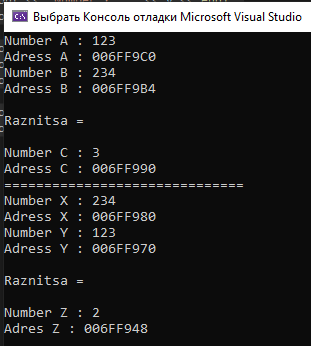 Выбрать Консоль отладки Microsoft Visual Studio
Number A : 123
Adress A : 006FF9C0
Number B : 234
Adress B : 006FF9B4
Raznitsa =
Number C : 3
Adress C : 006FF990
==============================
Number X : 234
Adress X : 006FF980
Number Y : 123
Adress Y : 006FF970
Raznitsa =
Number Z : 2
Adres Z : 006FF948